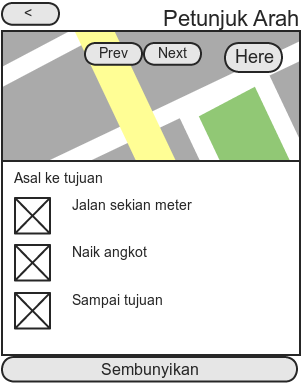 <
Petunjuk Arah
Prev
Next
Here
Asal ke tujuan
Jalan sekian meter
Naik angkot
Sampai tujuan
Sembunyikan